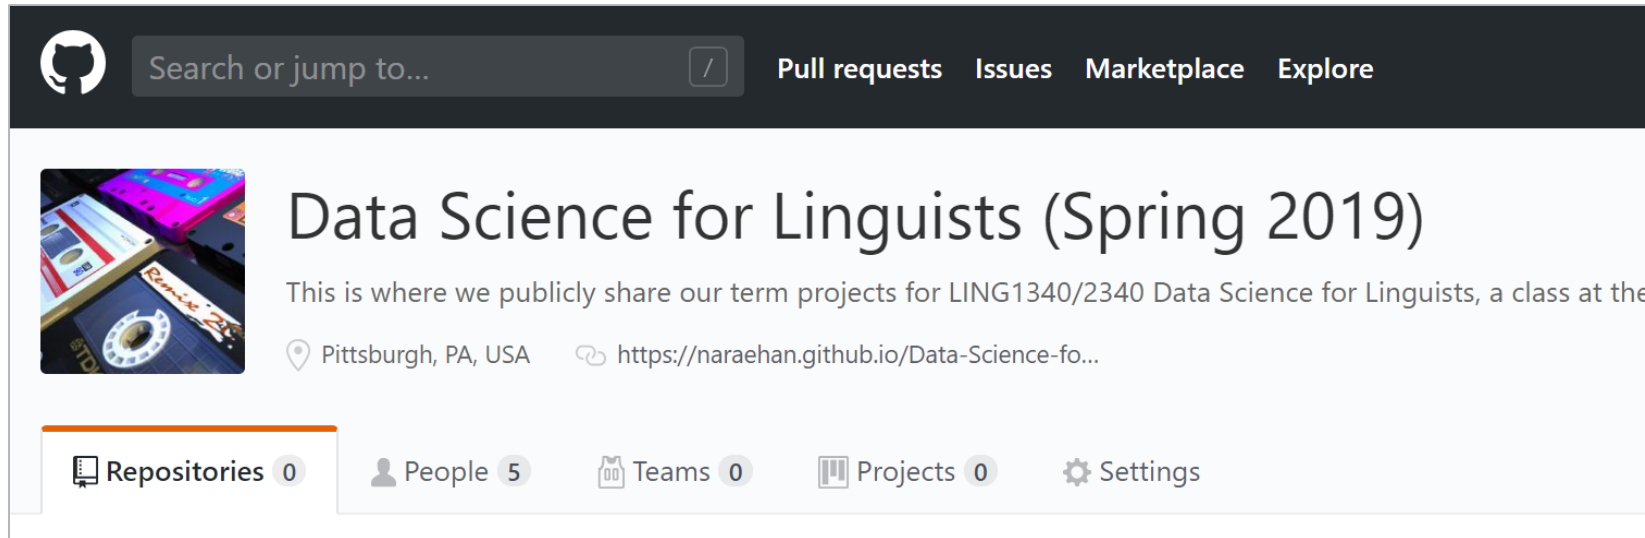 Search or jump to... /
Pull requests Issues Marketplace Explore
Data Science for Linguists (Spring 2019)
This is where we publicly share our term projects for LING1340/2340 Data Science for Linguists, a class at the
Pittsburgh, PA, USA https://naraehan.github.io/Data-Science-fo...
Remix
TDK
Repositories 0 People 5 Teams 0 Projects 0 Settings